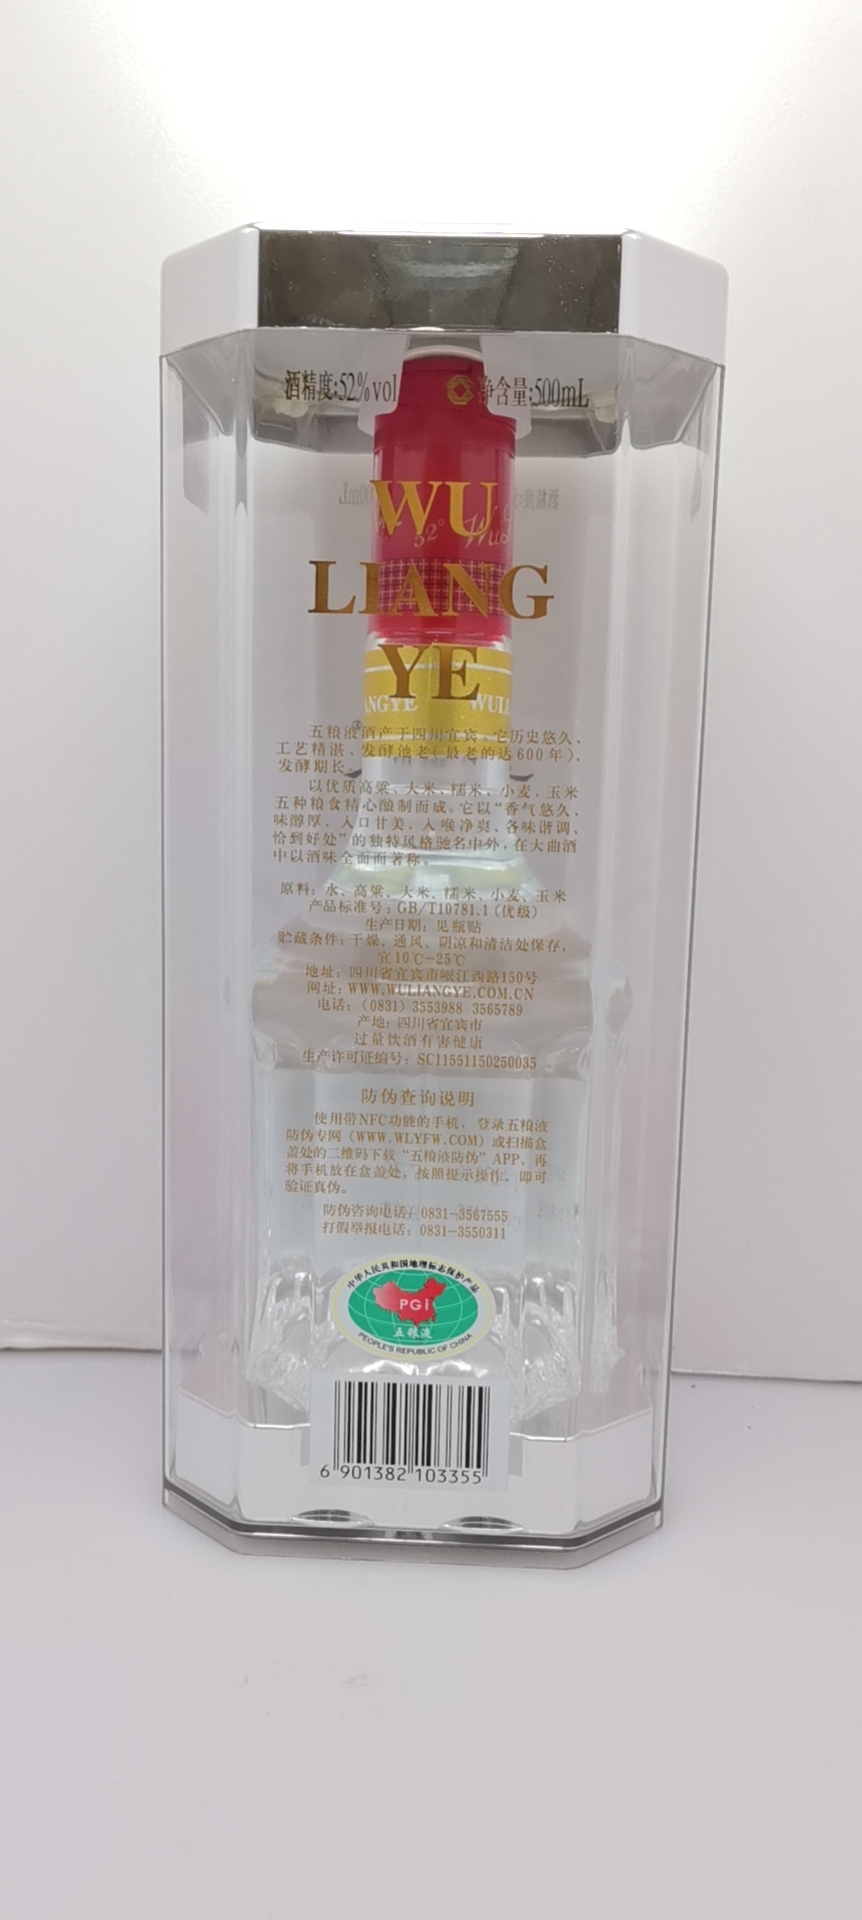 酒精度:52%vol 净含量:500mL
WU
LIANG
YE
52°
ANGYE WULI
五粮液酒产于四川宜宾。它历史悠久、
工艺精湛、发酵池老(最老的达600年)、
发酵期长。
以优质高粱、大米、糯米、小麦、玉米
五种粮食精心酿制而成。它以“香气悠久、
味醇厚、入口甘美、入喉净爽、各味谐调、
恰到好处”的独特风格驰名中外,在大曲酒
中以酒味全面而著称。
原料: 水、高粱、大米、糯米、小麦、玉米
产品标准号: GB/T10781.1(优级)
生产日期: 见瓶贴
贮藏条件: 干燥、通风、阴凉和清洁处保存,
宜10℃-25℃
地址: 四川省宜宾市岷江西路150号
网址: WWW.WULIANGYE.COM.CN
电话: (0831) 3553988 3565789
产地: 四川省宜宾市
过量饮酒有害健康
生产许可证编号: SC11551150250035
防伪查询说明
使用带NFC功能的手机, 登录五粮液
防伪专网 (WWW.WLYFW.COM) 或扫描盒
盖处的二维码下载“五粮液防伪”APP, 再
将手机放在盒盖处, 按照提示操作, 即可
验证真伪。
防伪咨询电话: 0831-3567555
打假举报电话: 0831-3550311
中华人民共和国地理标志保护产品
PGI
五粮液
PEOPLE'S REPUBLIC OF CHINA
6 901382 103355